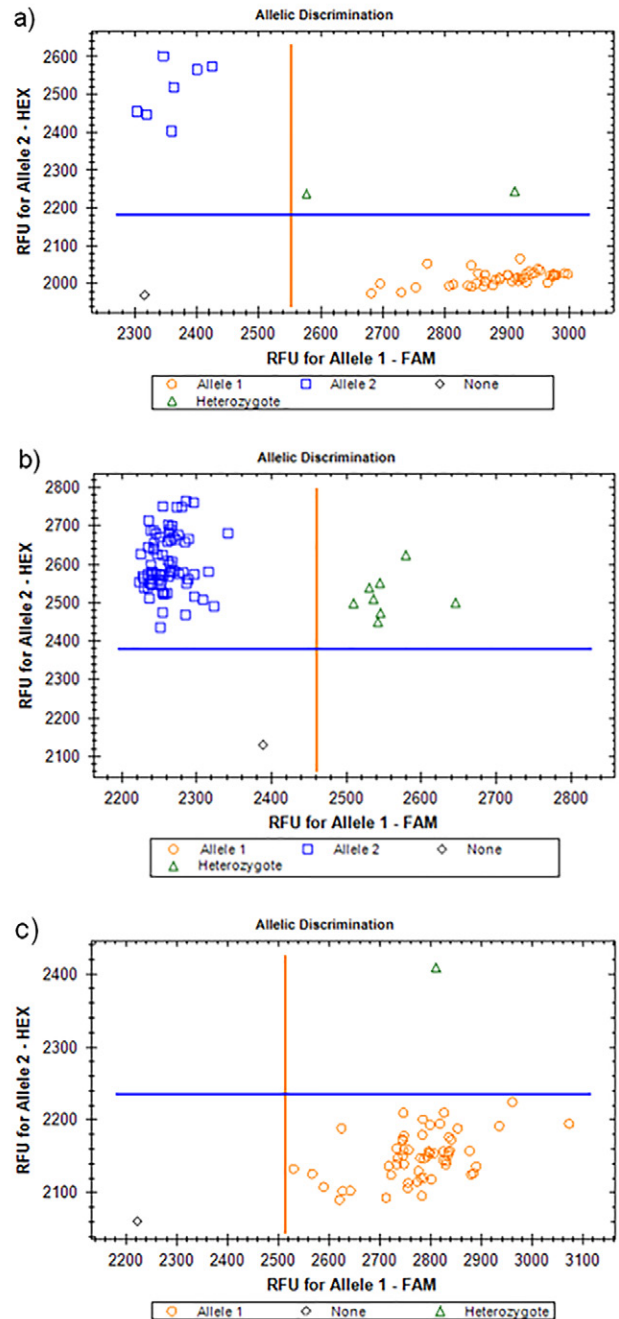 a)
Allelic Discrimination
2600
2500
2400
2300
2200
2100
2000
RFU for Allele 2 - HEX
2300 2400 2500 2600 2700 2800 2900 3000
RFU for Allele 1 - FAM
Allele 1 Allele 2 None
Heterozygote
b)
Allelic Discrimination
2800
2700
2600
2500
2400
2300
2200
2100
RFU for Allele 2 - HEX
2200 2300 2400 2500 2600 2700 2800
RFU for Allele 1 - FAM
Allele 1 Allele 2 None
Heterozygote
c)
Allelic Discrimination
2400
2300
2200
2100
RFU for Allele 2 - HEX
2200 2300 2400 2500 2600 2700 2800 2900 3000 3100
RFU for Allele 1 - FAM
Allele 1 None Heterozygote